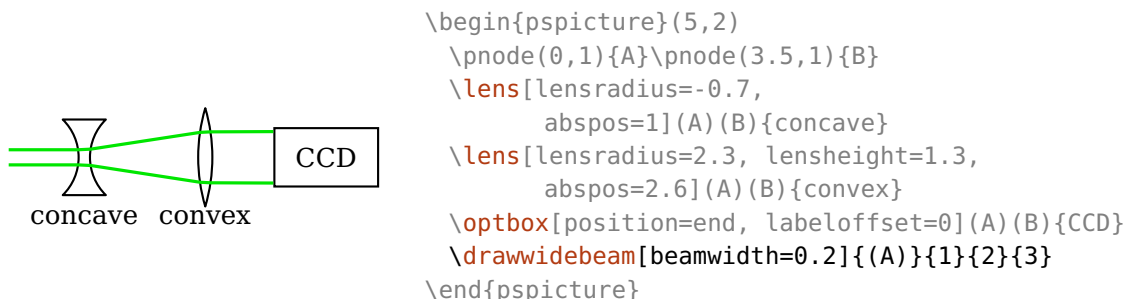 CCD
concave convex
\begin{pspicture}(5,2)
\pnode(0,1){A}\pnode(3.5,1){B}
\lens[lensradius=-0.7,
abspos=1](A)(B){concave}
\lens[lensradius=2.3, lensheight=1.3,
abspos=2.6](A)(B){convex}
\optbox[position=end, labeloffset=0](A)(B){CCD}
\drawwidebeam[beamwidth=0.2]{(A)}{1}{2}{3}
\end{pspicture}